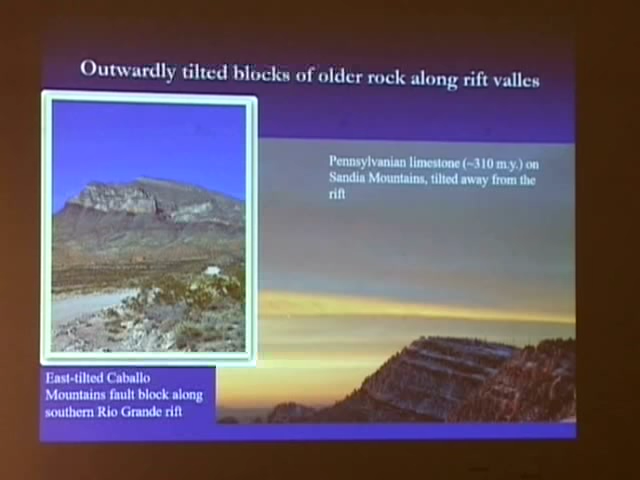 Outwardly tilted blocks of older rock along rift valles
Pennsylvanian limestone (~310 m.y.) on
Sandia Mountains, tilted away from the
rift
East-tilted Caballo
Mountains fault block along
southern Rio Grande rift